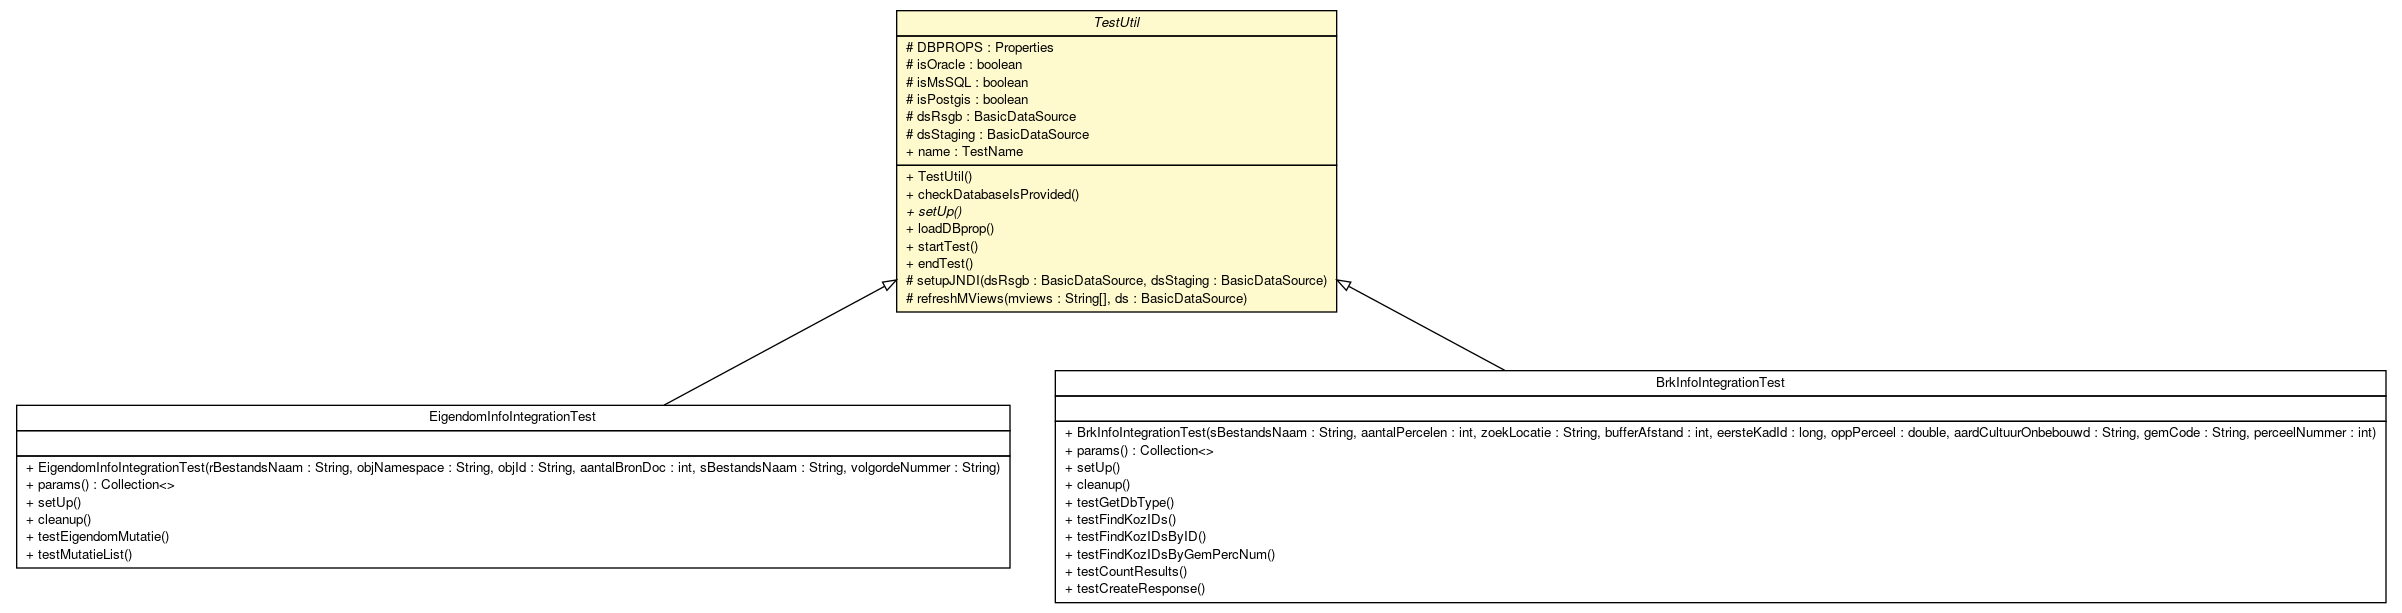 TestUtil
# DBPROPS : Properties
# isOracle : boolean
# isMsSQL : boolean
# isPostgis : boolean
# dsRsgb : BasicDataSource
# dsStaging : BasicDataSource
+ name : TestName
+ TestUtil()
+ checkDatabaseIsProvided()
+ setUp()
+ loadDBprop()
+ startTest()
+ endTest()
# setupJNDI(dsRsgb : BasicDataSource, dsStaging : BasicDataSource)
# refreshMViews(mviews : String[], ds : BasicDataSource)
EigendomInfoIntegrationTest
+ EigendomInfoIntegrationTest(rBestandsNaam : String, objNamespace : String, objId : String, aantalBronDoc : int, sBestandsNaam : String, volgordeNummer : String)
+ params() : Collection<>
+ setUp()
+ cleanup()
+ testEigendomMutatie()
+ testMutatieList()
BrkInfoIntegrationTest
+ BrkInfoIntegrationTest(sBestandsNaam : String, aantalPercelen : int, zoekLocatie : String, bufferAfstand : int, eersteKadId : long, oppPerceel : double, aardCultuurOnbebouwd : String, gemCode : String, perceelNummer : int)
+ params() : Collection<>
+ setUp()
+ cleanup()
+ testGetDbType()
+ testFindKozIDs()
+ testFindKozIDsByID()
+ testFindKozIDsByGemPercNum()
+ testCountResults()
+ testCreateResponse()